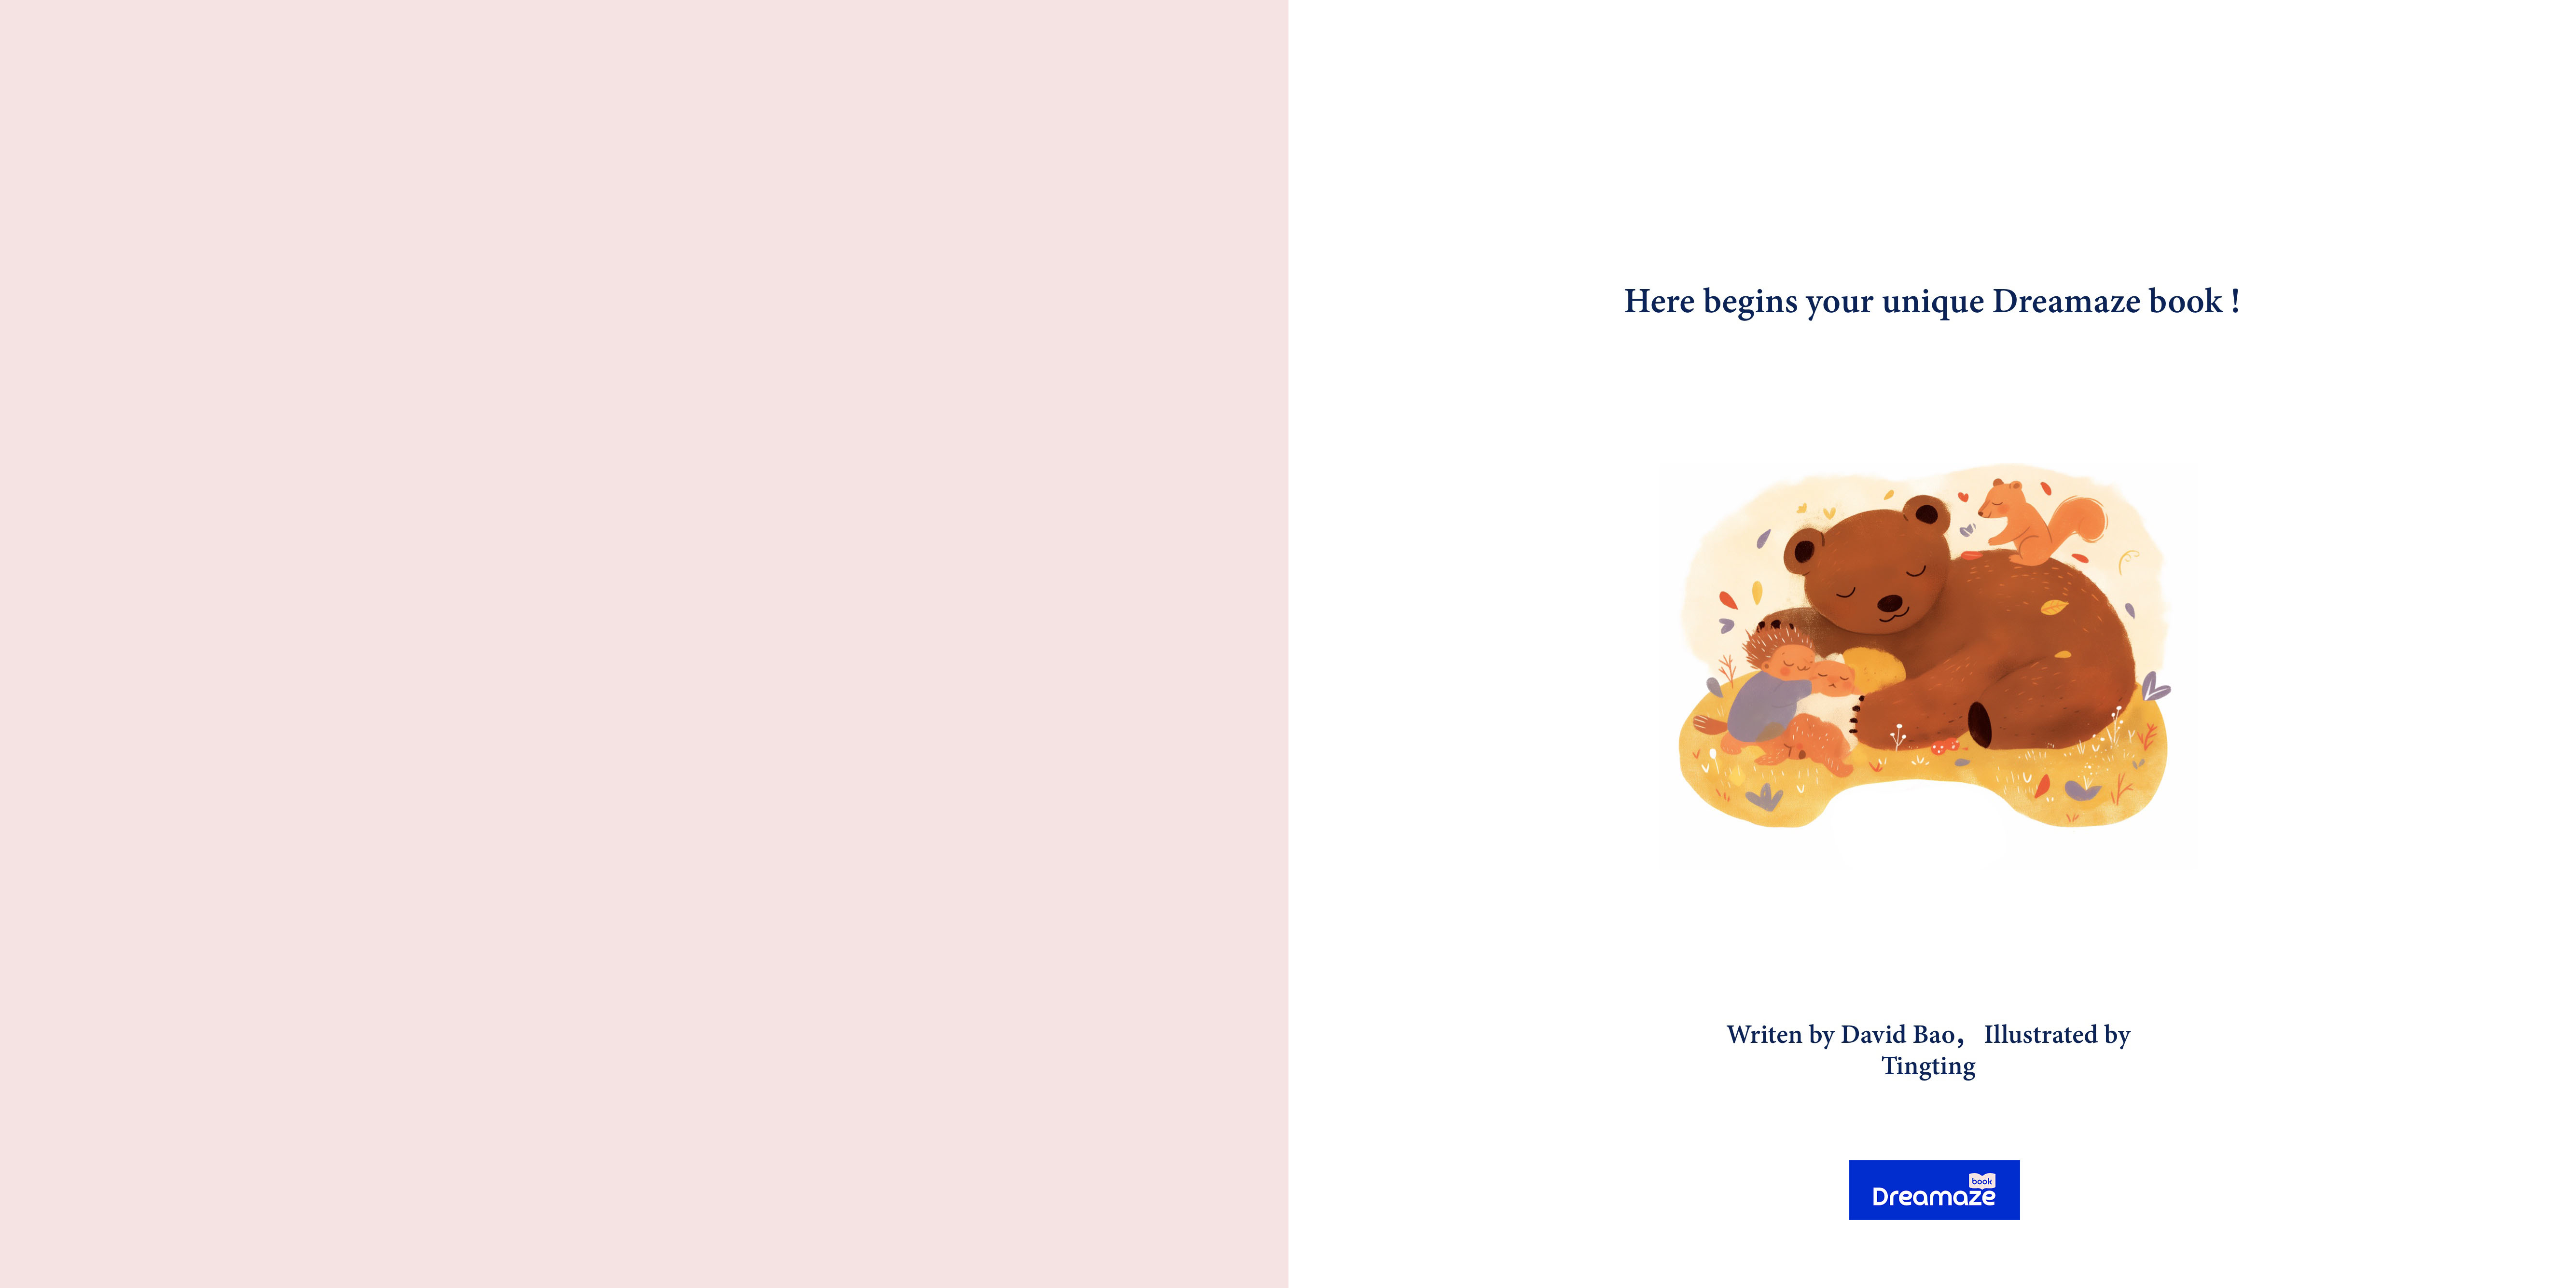 Here begins your unique Dreamaze book !
Writen by David Bao， Illustrated by
Tingting
book
Dreamaze